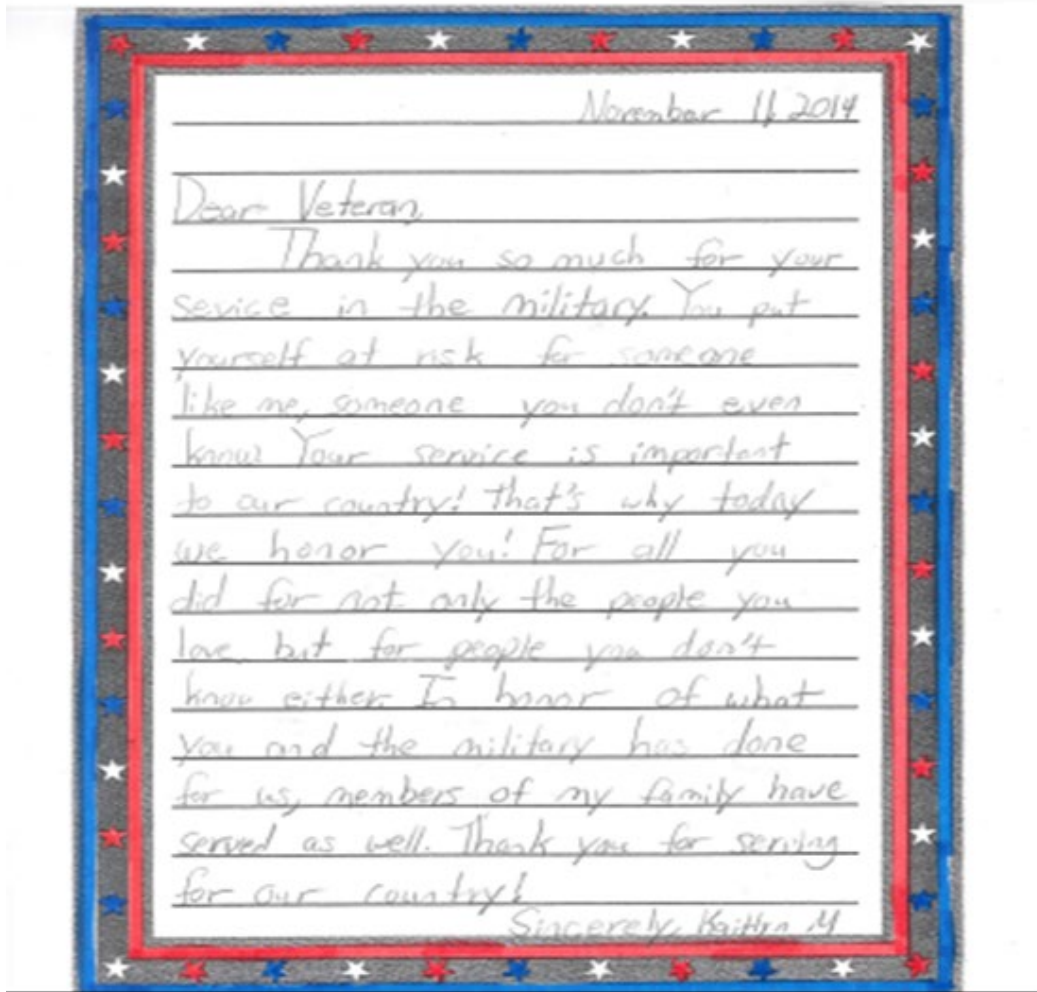 November 11, 2014
Dear Veteran,
Thank you so much for your
sevice in the military. You put
yourself at risk for someone
like me, someone you don't even
know! Your service is important
to our country! That's why today
we honor you! For all you
did for not only the people you
love, but for people you don't
know either. In honor of what
you and the military has done
for us, members of my family have
served as well. Thank you for serving
for our country!
Sincerely, Kaitlyn M